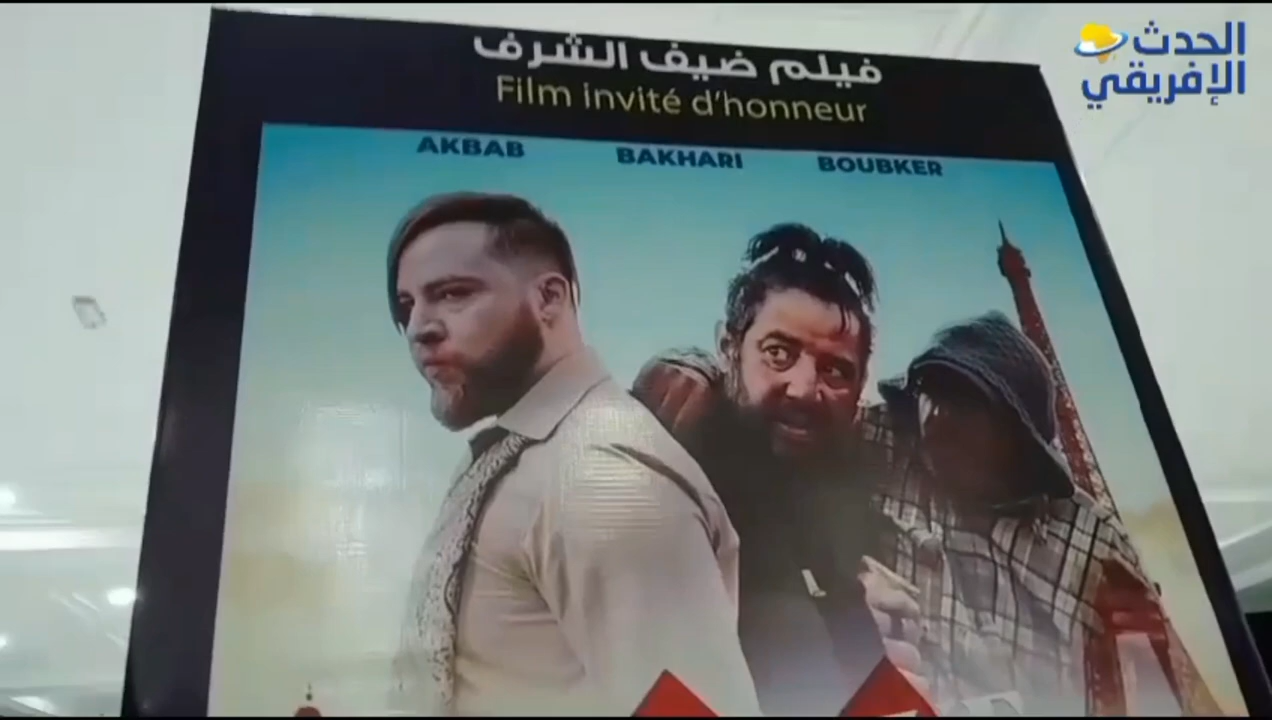 الحدث
الإفريقي
فيلم ضيف الشرف
Film invité d'honneur
AKBAB BAKHARI BOUBKER